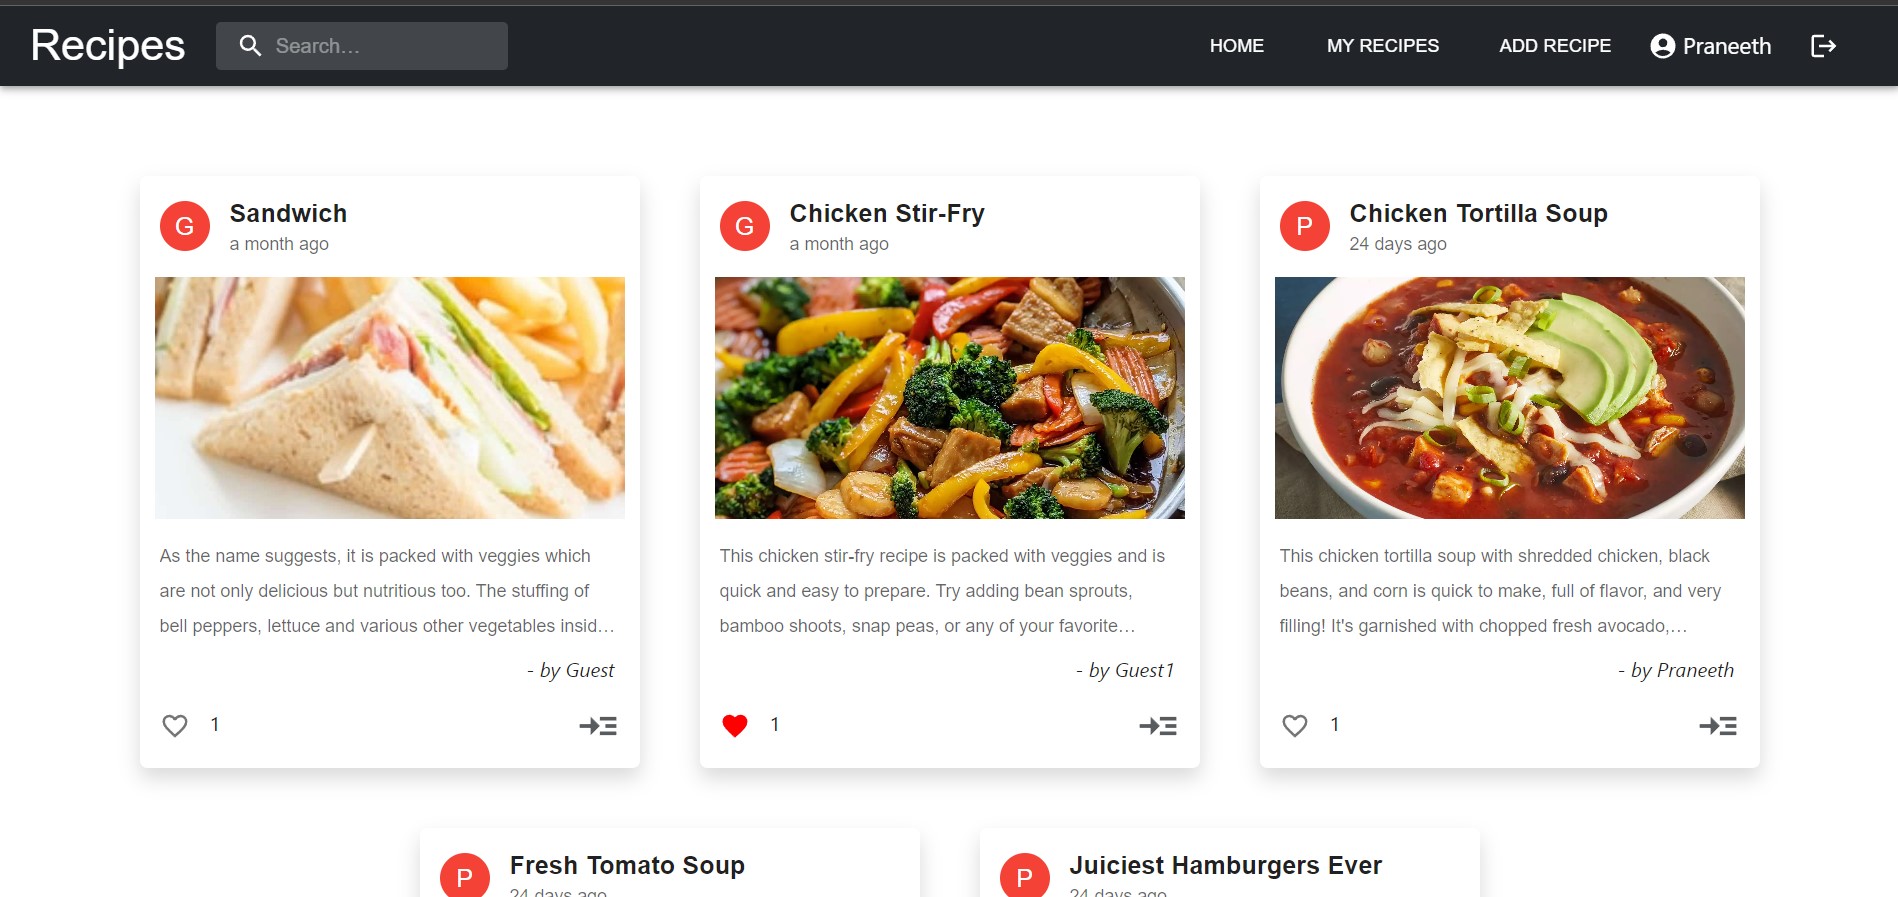 Recipes
Search...
HOME
MY RECIPES
ADD RECIPE
Praneeth
G
Sandwich
a month ago
As the name suggests, it is packed with veggies which
are not only delicious but nutritious too. The stuffing of
bell peppers, lettuce and various other vegetables insid...
- by Guest
1
G
Chicken Stir-Fry
a month ago
This chicken stir-fry recipe is packed with veggies and is
quick and easy to prepare. Try adding bean sprouts,
bamboo shoots, snap peas, or any of your favorite...
- by Guest1
1
P
Chicken Tortilla Soup
24 days ago
This chicken tortilla soup with shredded chicken, black
beans, and corn is quick to make, full of flavor, and very
filling! It's garnished with chopped fresh avocado,...
- by Praneeth
1
P
Fresh Tomato Soup
24 days ago
P
Juiciest Hamburgers Ever
24 days ago